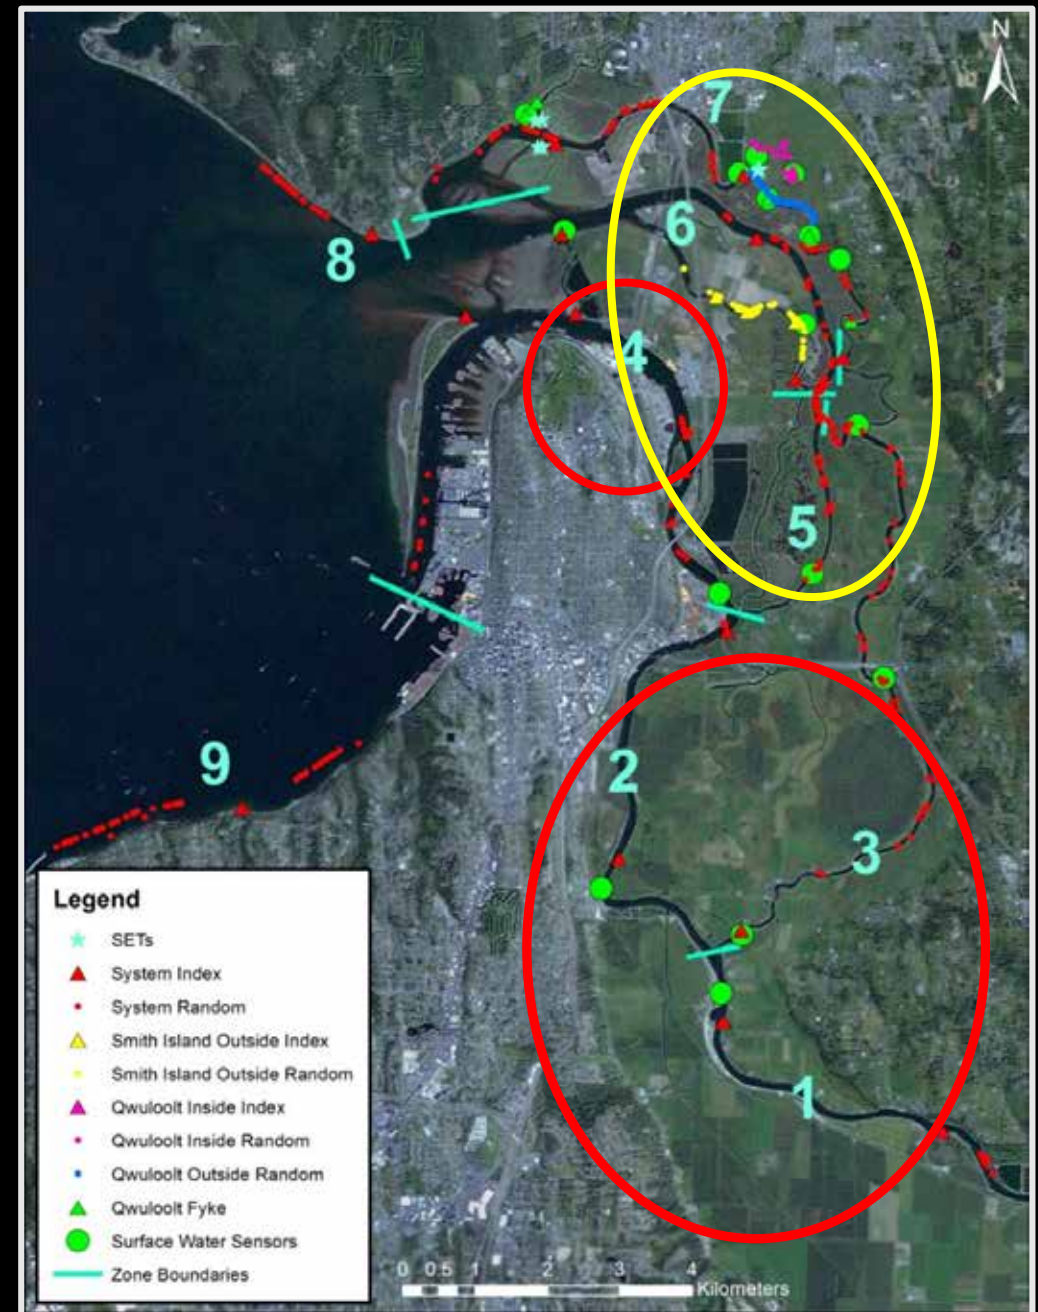 N
7
6
8
4
5
2
9
3
1
Legend
SETs
System Index
System Random
Smith Island Outside Index
Smith Island Outside Random
Qwuloolt Inside Index
Qwuloolt Inside Random
Qwuloolt Outside Random
Qwuloolt Fyke
Surface Water Sensors
Zone Boundaries
0 0.5 1 2 3 4
Kilometers